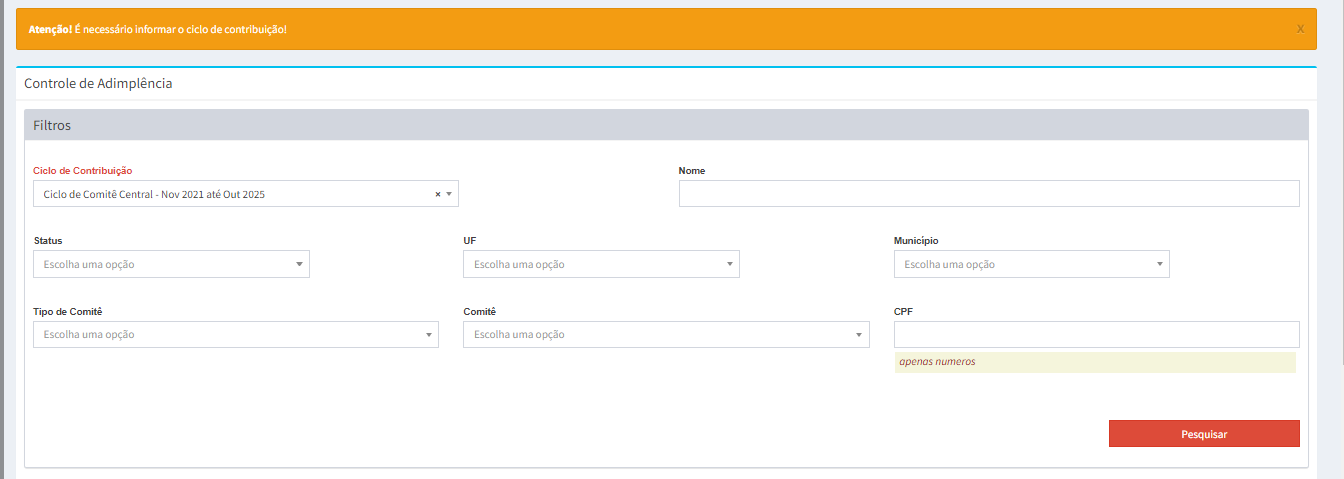 Atenção! É necessário informar o ciclo de contribuição!
x
Controle de Adimplência
Filtros
Ciclo de Contribuição
Nome
Ciclo de Comitê Central - Nov 2021 até Out 2025
×
Status
UF
Município
Escolha uma opção
Escolha uma opção
Escolha uma opção
Tipo de Comitê
Comitê
CPF
Escolha uma opção
Escolha uma opção
apenas numeros
Pesquisar